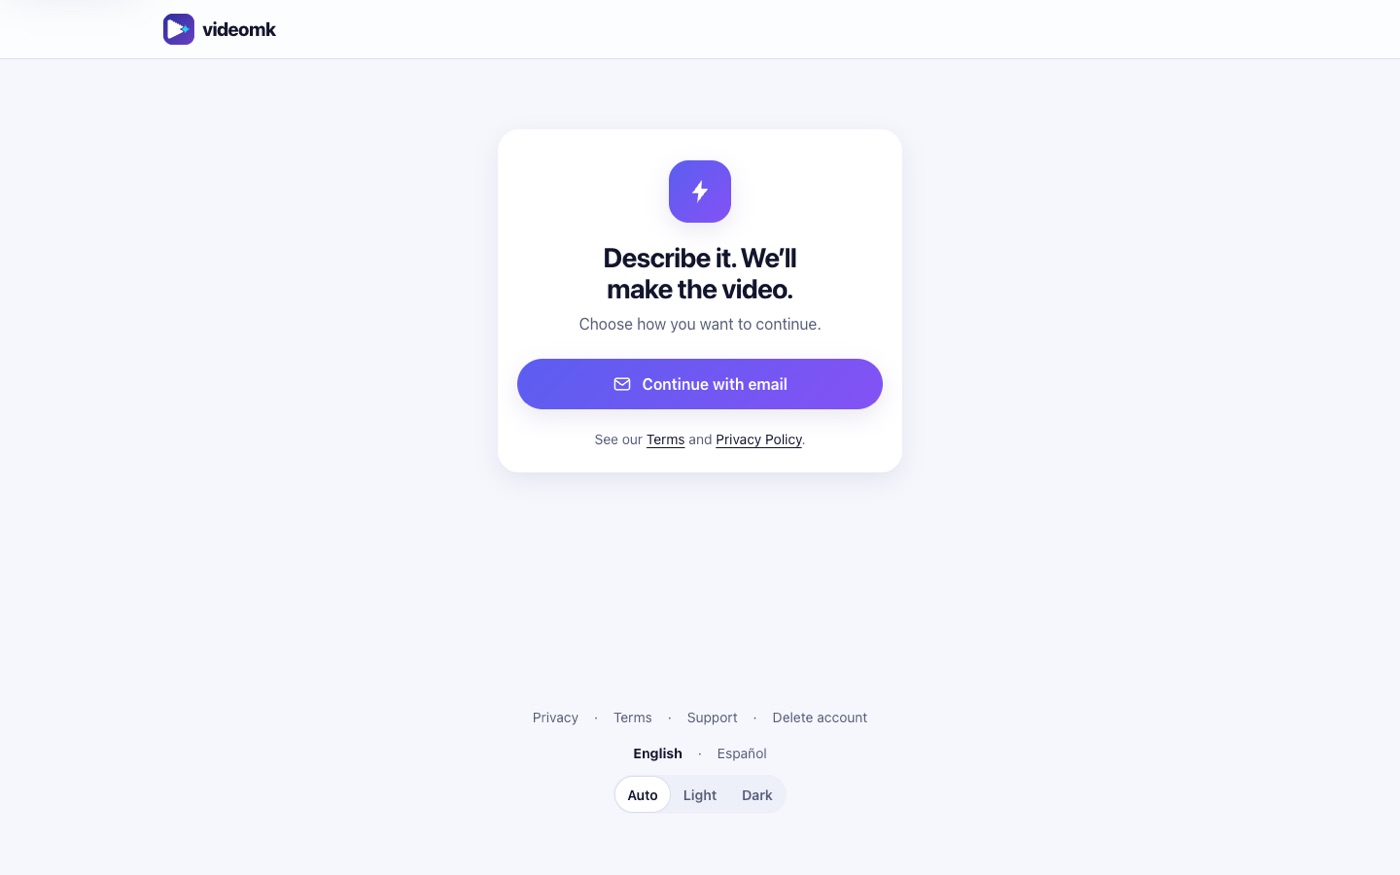 videomk
Describe it. We’ll
make the video.
Choose how you want to continue.
Continue with email
See our Terms and Privacy Policy.
Privacy · Terms · Support · Delete account
English · Español
Auto Light Dark